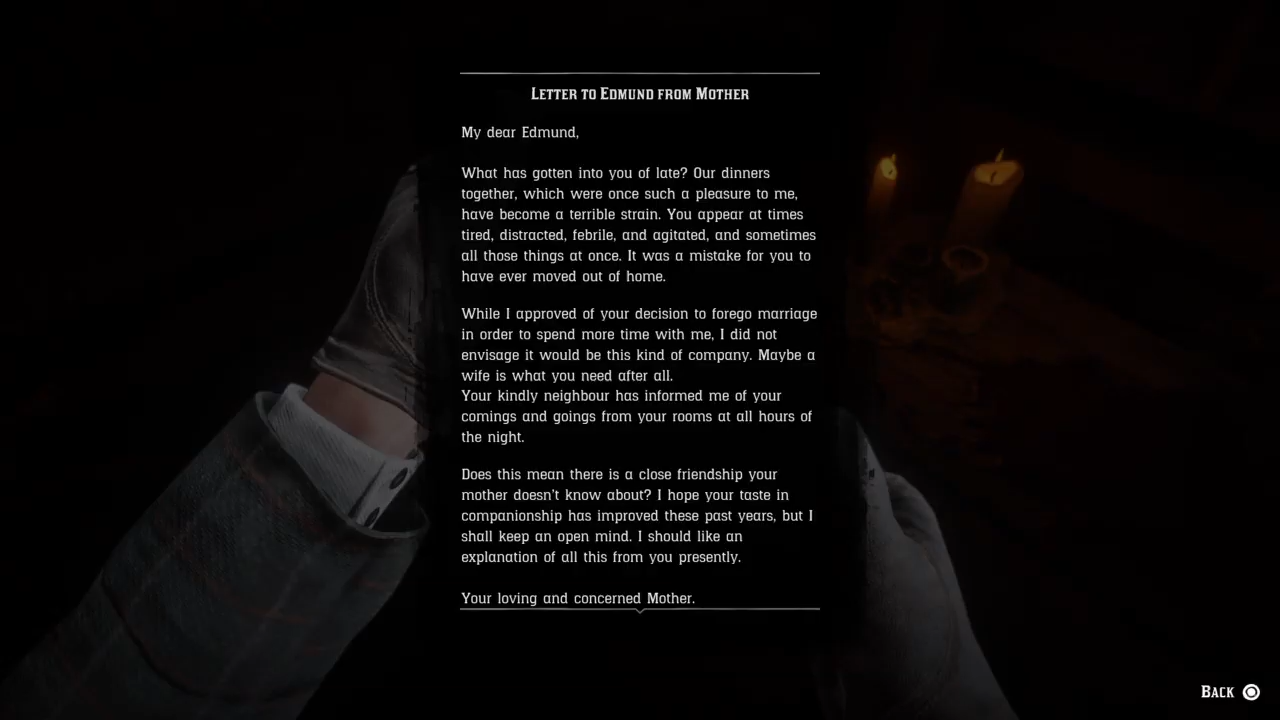 Letter to Edmund from Mother
My dear Edmund,
What has gotten into you of late? Our dinners
together, which were once such a pleasure to me,
have become a terrible strain. You appear at times
tired, distracted, febrile, and agitated, and sometimes
all those things at once. It was a mistake for you to
have ever moved out of home.
While I approved of your decision to forego marriage
in order to spend more time with me, I did not
envisage it would be this kind of company. Maybe a
wife is what you need after all.
Your kindly neighbour has informed me of your
comings and goings from your rooms at all hours of
the night.
Does this mean there is a close friendship your
mother doesn't know about? I hope your taste in
companionship has improved these past years, but I
shall keep an open mind. I should like an
explanation of all this from you presently.
Your loving and concerned Mother.
Back